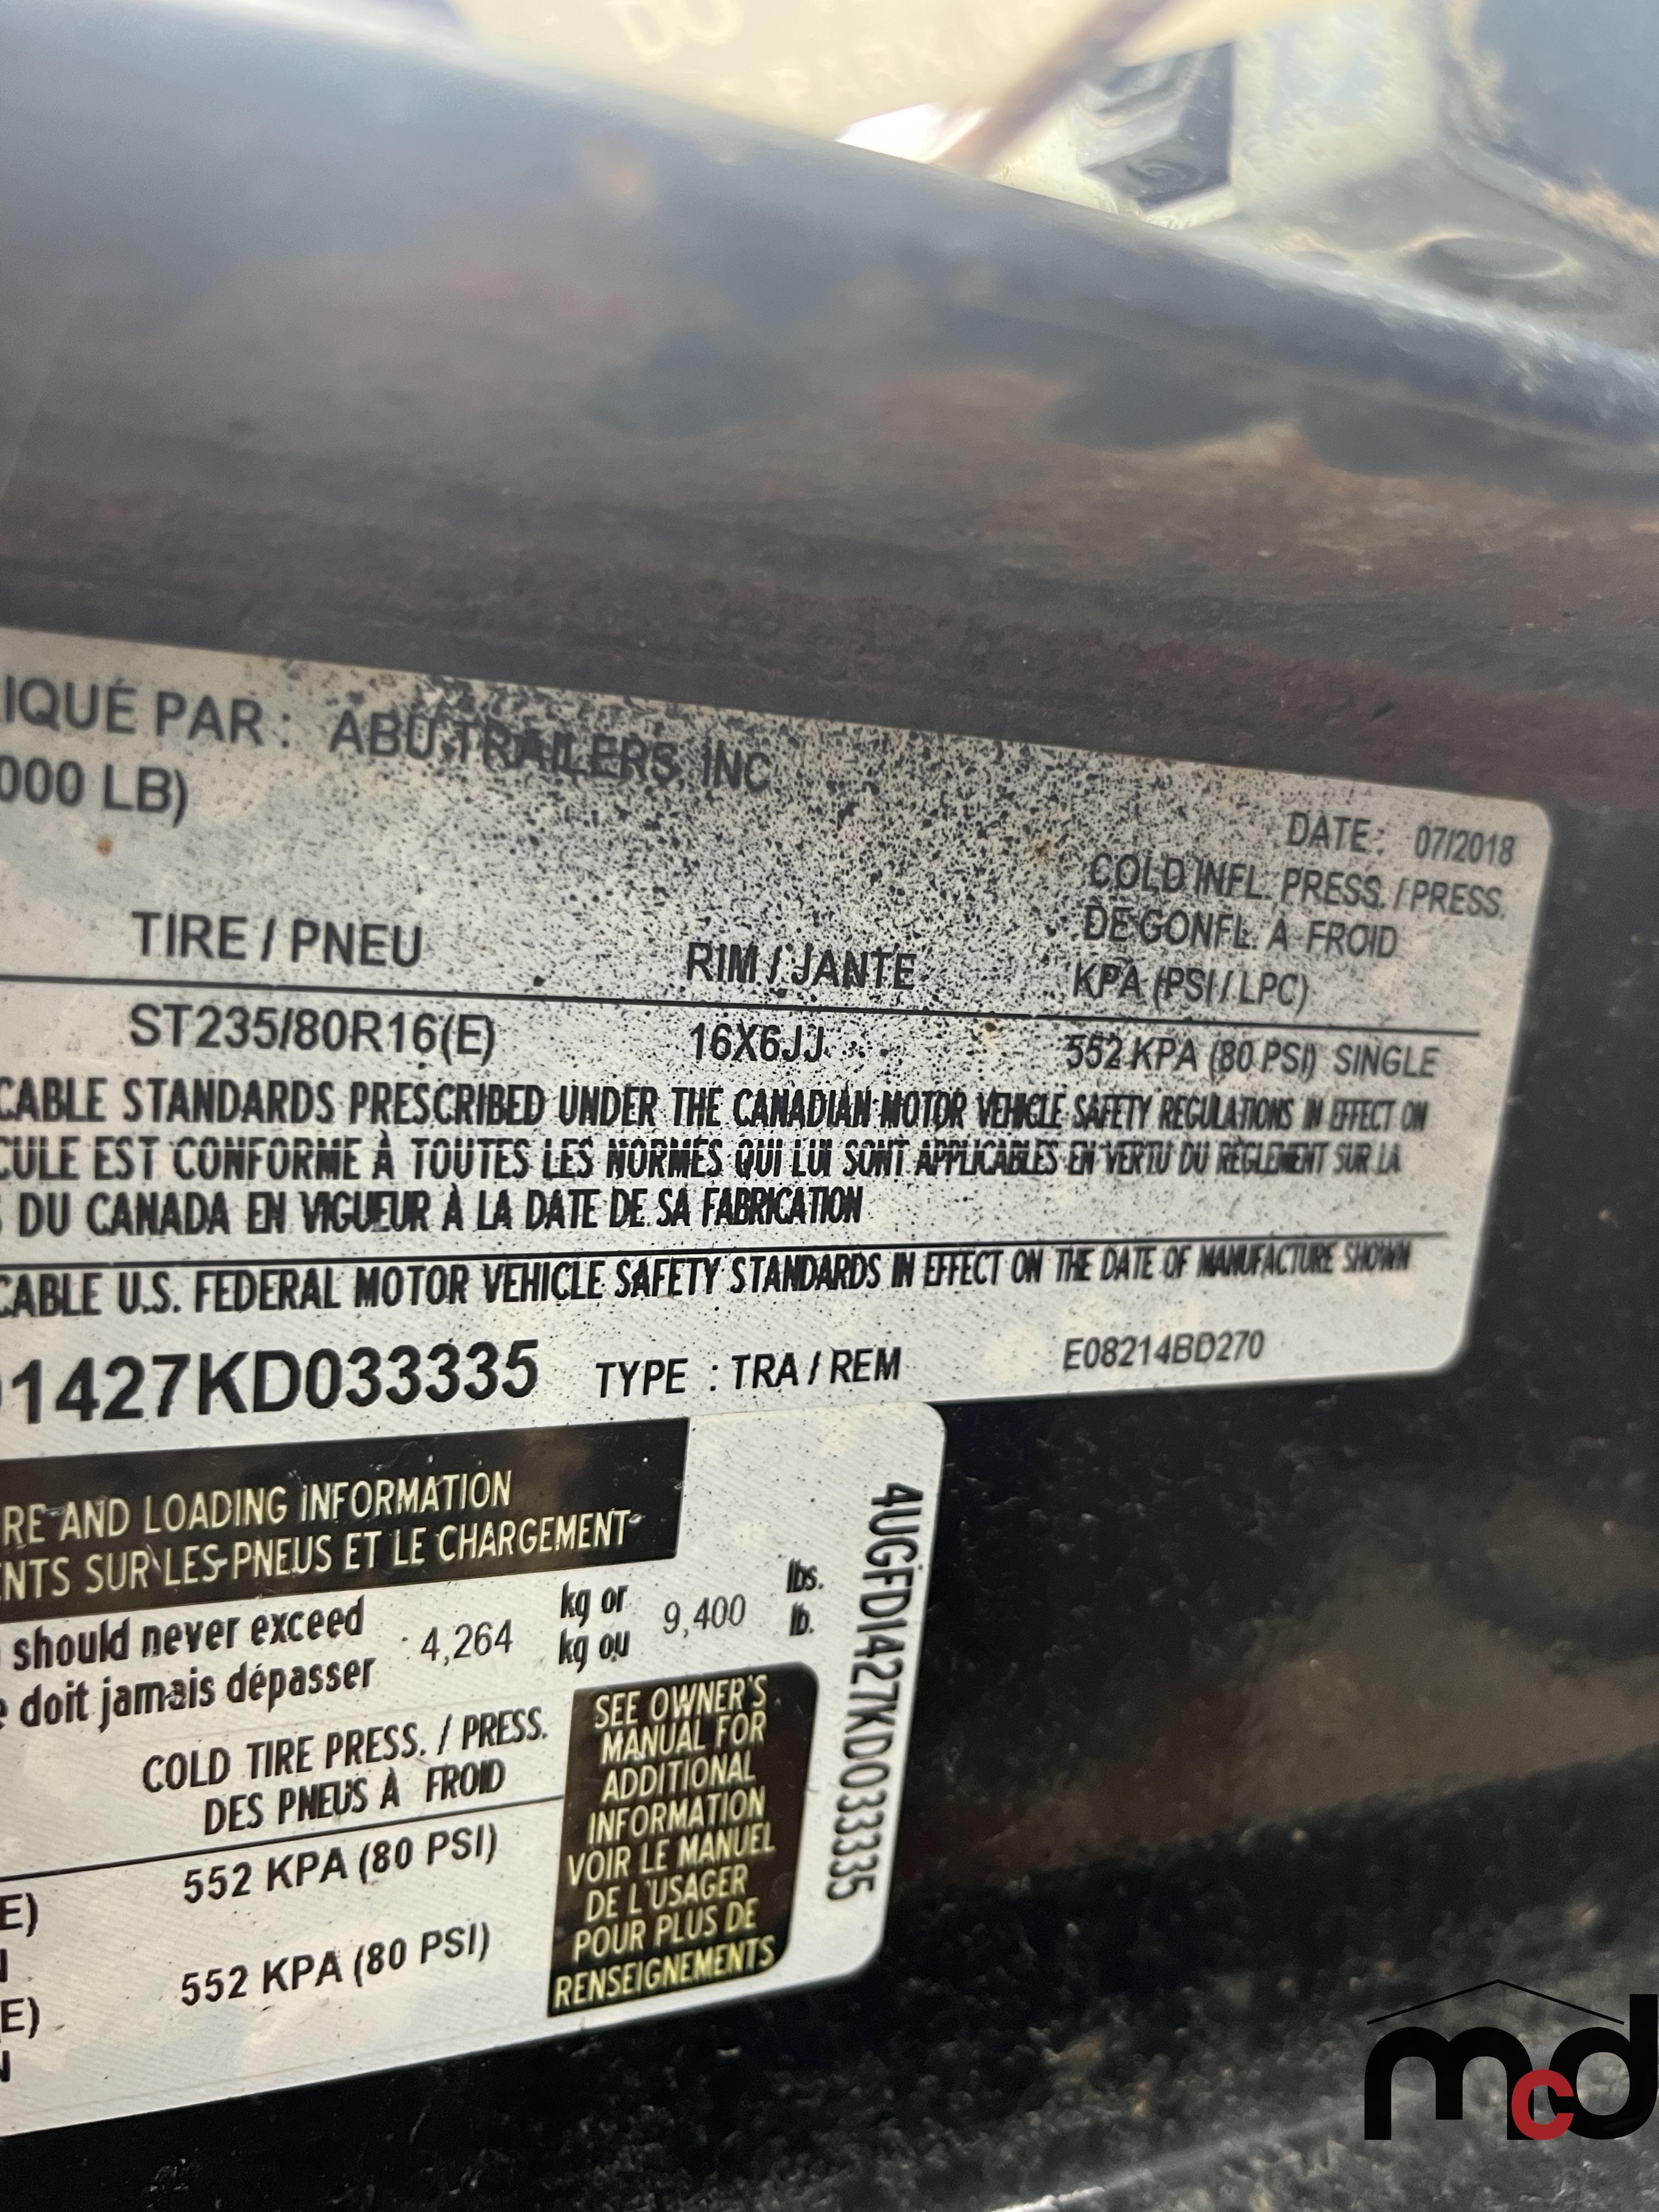 DO
PARKIN
IQUÉ PAR : ABU TRAILERS INC
000 LB)
DATE: 07/2018
COLD INFL. PRESS. / PRESS.
DE GONFL. A FROID
KPA (PSI / LPC)
TIRE / PNEU RIM / JANTE
ST235/80R16(E) 16X6JJ 552 KPA (80 PSI) SINGLE
CABLE STANDARDS PRESCRIBED UNDER THE CANADIAN MOTOR VEHICLE SAFETY REGULATIONS IN EFFECT ON
CULE EST CONFORME À TOUTES LES NORMES QUI LUI SONT APPLICABLES EN VERTU DU RÈGLEMENT SUR LA
S DU CANADA EN VIGUEUR À LA DATE DE SA FABRICATION
CABLE U.S. FEDERAL MOTOR VEHICLE SAFETY STANDARDS IN EFFECT ON THE DATE OF MANUFACTURE SHOWN
1427KD033335 TYPE : TRA / REM E08214BD270
RE AND LOADING INFORMATION
ENTS SUR LES PNEUS ET LE CHARGEMENT
should never exceed
e doit jamais dépasser
4,264
kg or
kg ou
9,400
lbs.
lb.
COLD TIRE PRESS. / PRESS.
DES PNEUS À FROID
E) 552 KPA (80 PSI)
N
E) 552 KPA (80 PSI)
N
SEE OWNER'S
MANUAL FOR
ADDITIONAL
INFORMATION
VOIR LE MANUEL
DE L'USAGER
POUR PLUS DE
RENSEIGNEMENTS
4UGFD1427KD033335
mcd